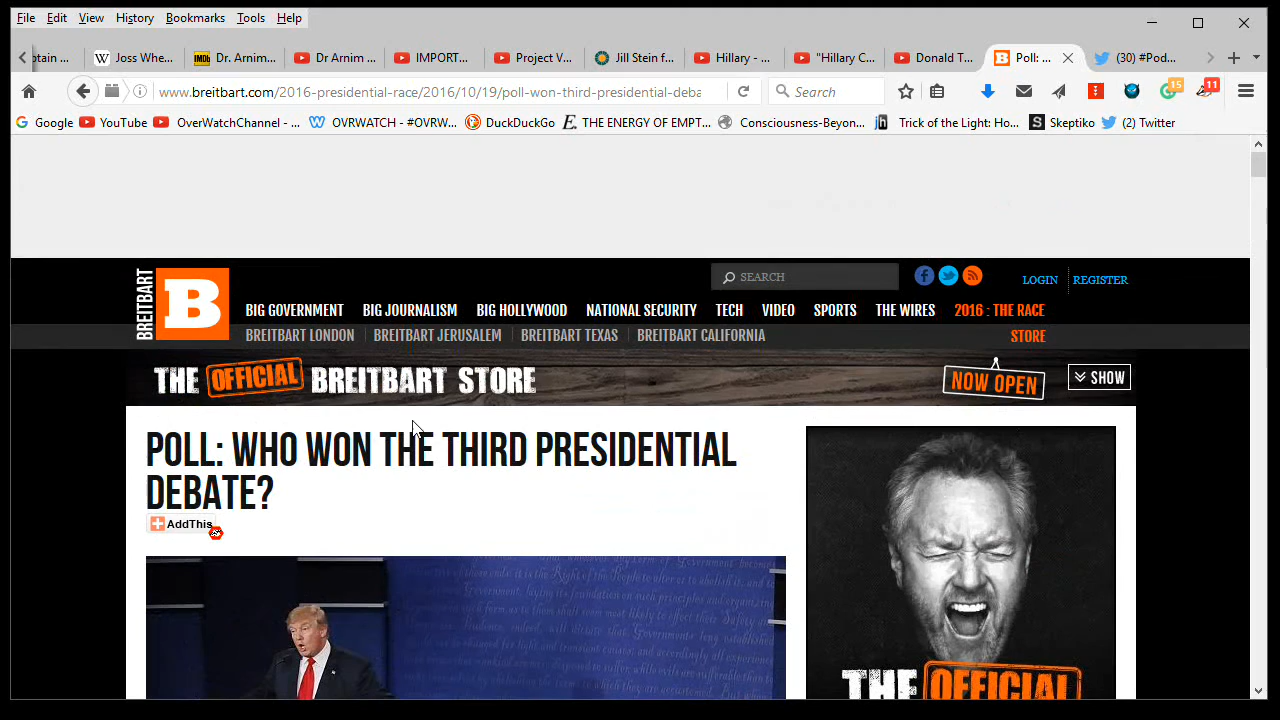 File Edit View History Bookmarks Tools Help
ptain ... Joss Whe... Dr. Arnim... Dr Arnim ... IMPORT... Project V... Jill Stein f... Hillary - ... "Hillary C... Donald T... Poll: ... (30) #Pod...
www.breitbart.com/2016-presidential-race/2016/10/19/poll-won-third-presidential-deba Search 15 11
Google YouTube OverWatchChannel - ... OVRWATCH - #OVRW... DuckDuckGo THE ENERGY OF EMPT... Consciousness-Beyon... Trick of the Light: Ho... Skeptiko (2) Twitter
SEARCH LOGIN REGISTER
BREITBART B
BIG GOVERNMENT BIG JOURNALISM BIG HOLLYWOOD NATIONAL SECURITY TECH VIDEO SPORTS THE WIRES 2016 : THE RACE
BREITBART LONDON BREITBART JERUSALEM BREITBART TEXAS BREITBART CALIFORNIA STORE
THE OFFICIAL BREITBART STORE NOW OPEN SHOW
POLL: WHO WON THE THIRD PRESIDENTIAL
DEBATE?
AddThis
THE OFFICIAL